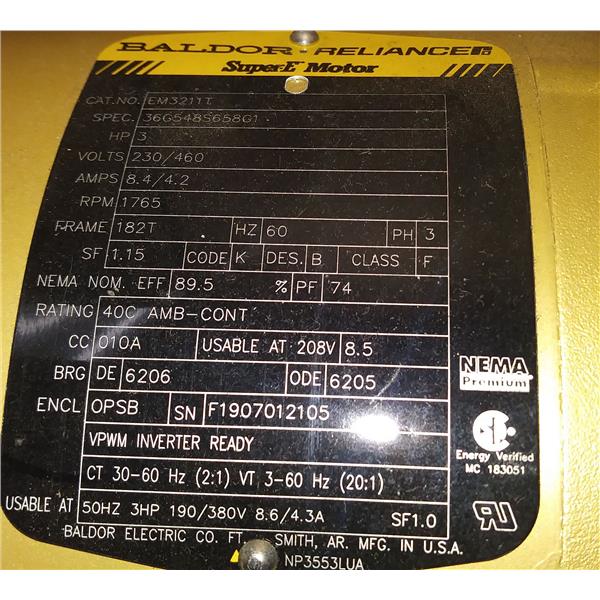 BALDOR · RELIANCE
Super-E Motor
CAT.NO. EM3211T
SPEC. 36G548S658G1
HP 3
VOLTS 230/460
AMPS 8.4/4.2
RPM 1765
FRAME 182T HZ 60 PH 3
SF 1.15 CODE K DES. B CLASS F
NEMA NOM. EFF 89.5 % PF 74
RATING 40C AMB-CONT
CC 010A USABLE AT 208V 8.5
BRG DE 6206 ODE 6205
NEMA
Premium
ENCL OPSB SN F1907012105
VPWM INVERTER READY
Energy Verified
MC 183051
CT 30-60 Hz (2:1) VT 3-60 Hz (20:1)
USABLE AT 50HZ 3HP 190/380V 8.6/4.3A SF1.0
BALDOR ELECTRIC CO. FT. SMITH, AR. MFG. IN U.S.A.
NP3553LUA